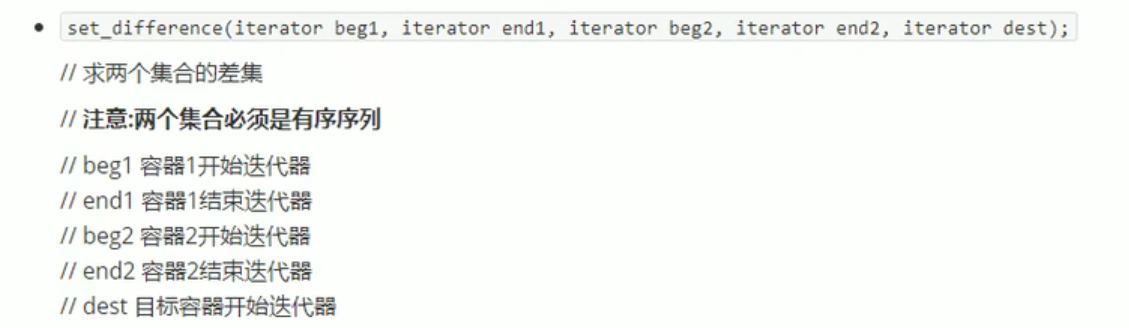 set_difference(iterator beg1, iterator end1, iterator beg2, iterator end2, iterator dest);
// 求两个集合的差集
// 注意:两个集合必须是有序序列
// beg1 容器1开始迭代器
// end1 容器1结束迭代器
// beg2 容器2开始迭代器
// end2 容器2结束迭代器
// dest 目标容器开始迭代器